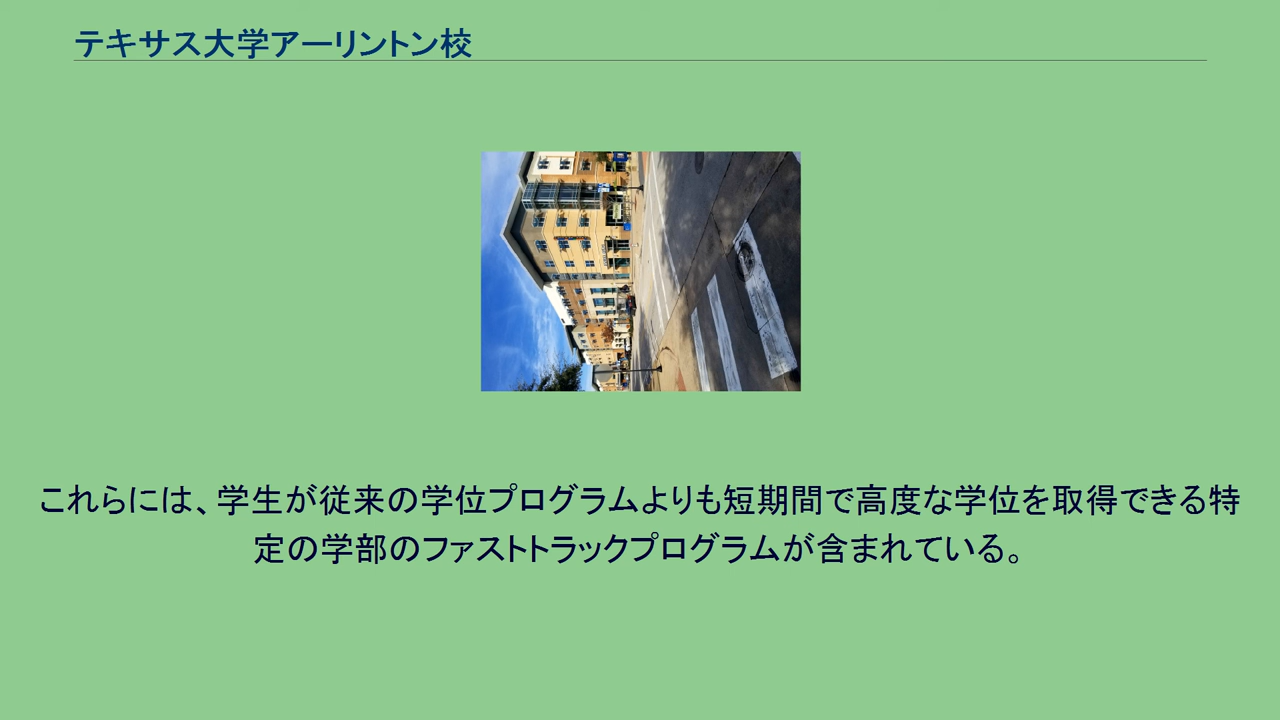 テキサス大学アーリントン校
これらには、学生が従来の学位プログラムよりも短期間で高度な学位を取得できる特
定の学部のファストトラックプログラムが含まれている。